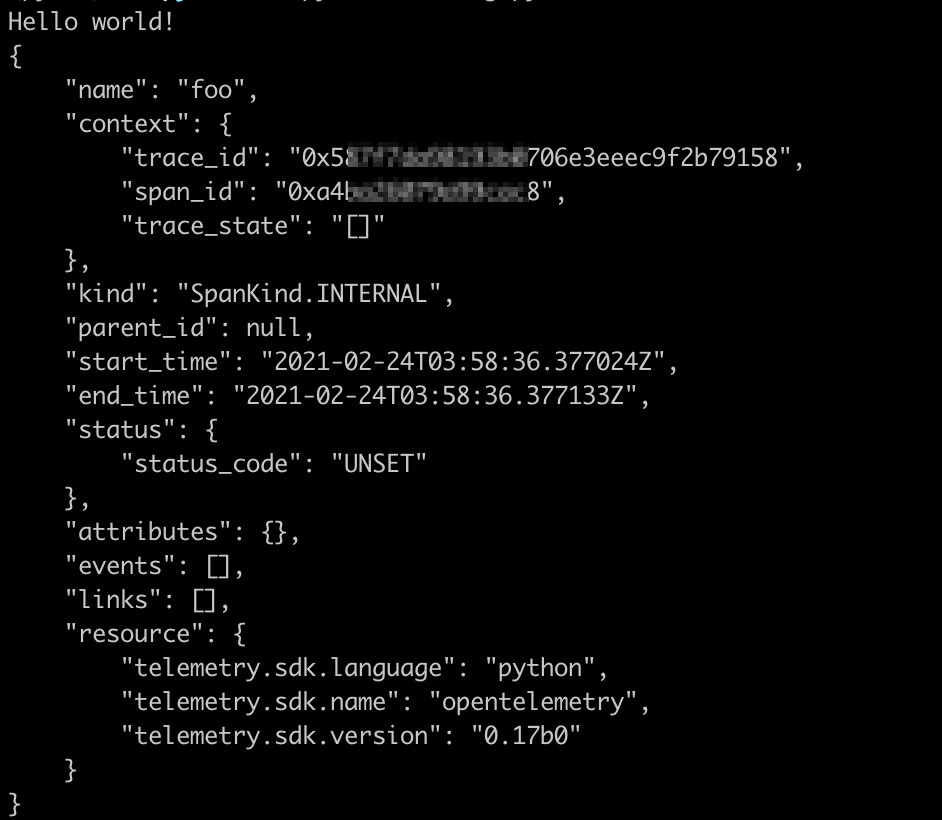 Hello world!
{
    "name": "foo",
    "context": {
        "trace_id": "0x5706e3eeec9f2b79158",
        "span_id": "0xa48",
        "trace_state": "[]"
    },
    "kind": "SpanKind.INTERNAL",
    "parent_id": null,
    "start_time": "2021-02-24T03:58:36.377024Z",
    "end_time": "2021-02-24T03:58:36.377133Z",
    "status": {
        "status_code": "UNSET"
    },
    "attributes": {},
    "events": [],
    "links": [],
    "resource": {
        "telemetry.sdk.language": "python",
        "telemetry.sdk.name": "opentelemetry",
        "telemetry.sdk.version": "0.17b0"
    }
}